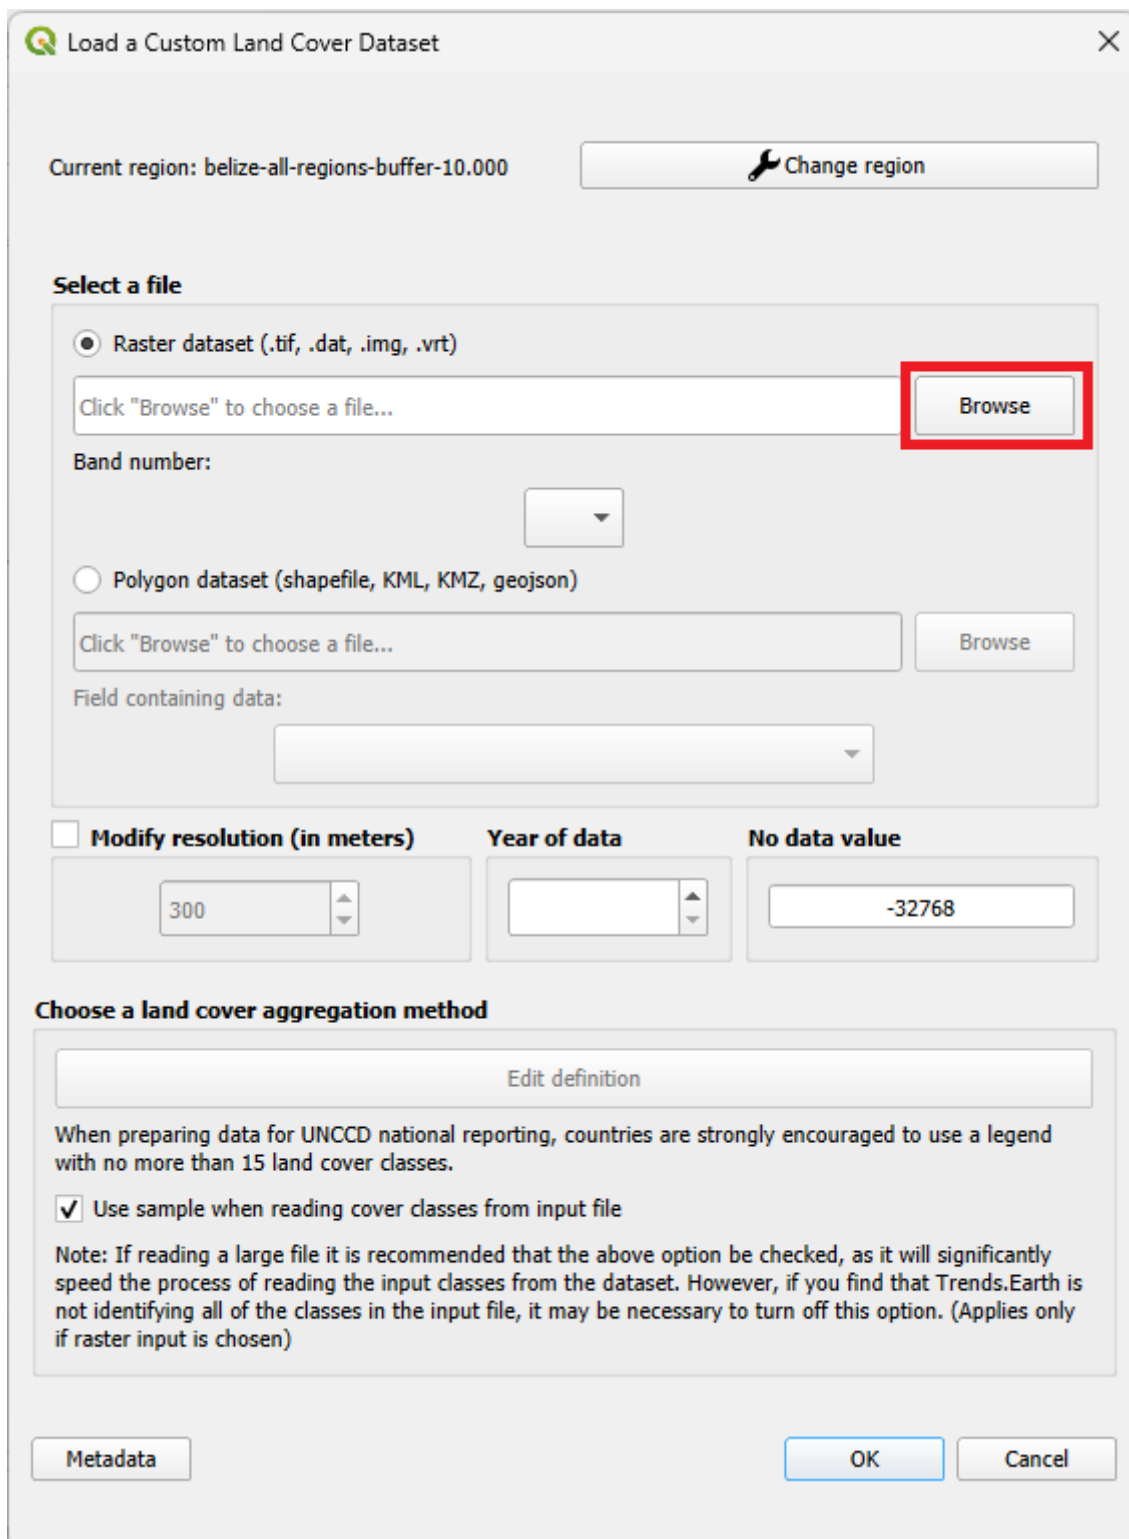 Load a Custom Land Cover Dataset
Current region: belize-all-regions-buffer-10.000
Change region
Select a file
Raster dataset (.tif, .dat, .img, .vrt)
Click "Browse" to choose a file...
Browse
Band number:
Polygon dataset (shapefile, KML, KMZ, geojson)
Click "Browse" to choose a file...
Browse
Field containing data:
Modify resolution (in meters)
Year of data
No data value
300
-32768
Choose a land cover aggregation method
Edit definition
When preparing data for UNCCD national reporting, countries are strongly encouraged to use a legend
with no more than 15 land cover classes.
Use sample when reading cover classes from input file
Note: If reading a large file it is recommended that the above option be checked, as it will significantly
speed the process of reading the input classes from the dataset. However, if you find that Trends.Earth is
not identifying all of the classes in the input file, it may be necessary to turn off this option. (Applies only
if raster input is chosen)
Metadata
OK
Cancel